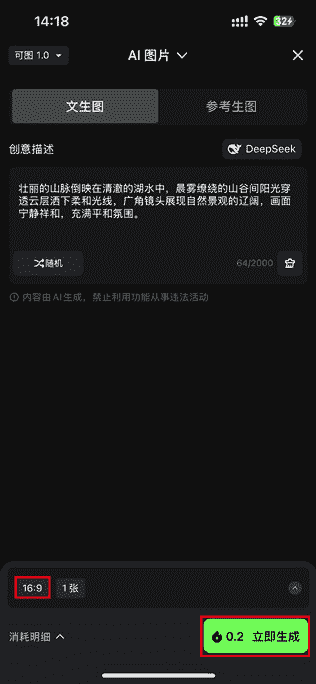 14:18
32
可图 1.0
AI 图片
文生图
参考生图
创意描述
DeepSeek
壮丽的山脉倒映在清澈的湖水中，晨雾缭绕的山谷间阳光穿
透云层洒下柔和光线，广角镜头展现自然景观的辽阔，画面
宁静祥和，充满平和氛围。
随机
64/2000
内容由 AI 生成，禁止利用功能从事违法活动
16:9
1 张
消耗明细
0.2 立即生成